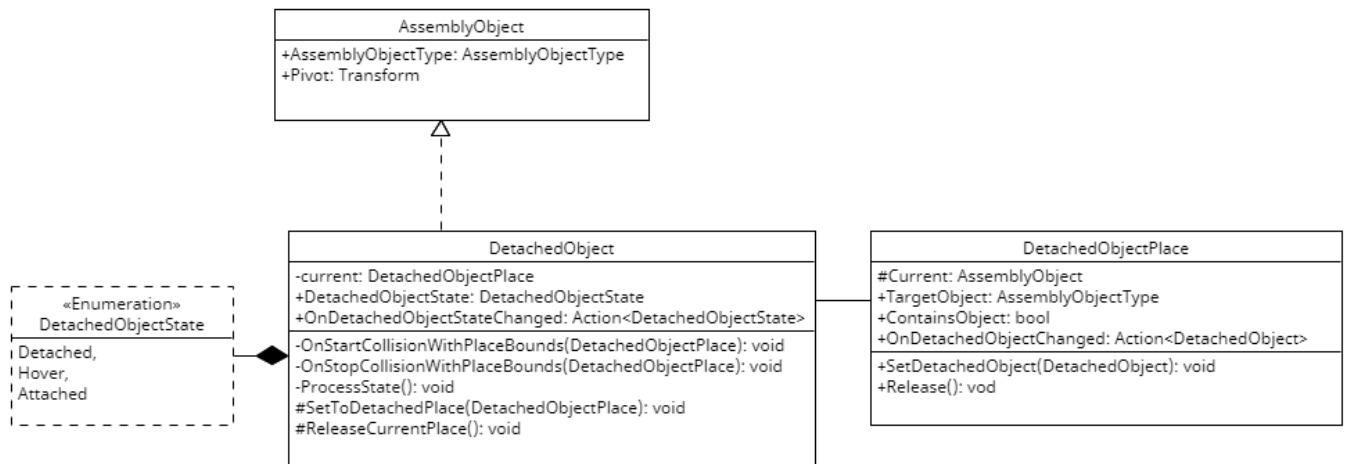 AssemblyObject
+AssemblyObjectType: AssemblyObjectType
+Pivot: Transform
«Enumeration»
DetachedObjectState
Detached,
Hover,
Attached
DetachedObject
-current: DetachedObjectPlace
+DetachedObjectState: DetachedObjectState
+OnDetachedObjectStateChanged: Action<DetachedObjectState>
-OnStartCollisionWithPlaceBounds(DetachedObjectPlace): void
-OnStopCollisionWithPlaceBounds(DetachedObjectPlace): void
-ProcessState(): void
#SetToDetachedPlace(DetachedObjectPlace): void
#ReleaseCurrentPlace(): void
DetachedObjectPlace
#Current: AssemblyObject
+TargetObject: AssemblyObjectType
+ContainsObject: bool
+OnDetachedObjectChanged: Action<DetachedObject>
+SetDetachedObject(DetachedObject): void
+Release(): vod